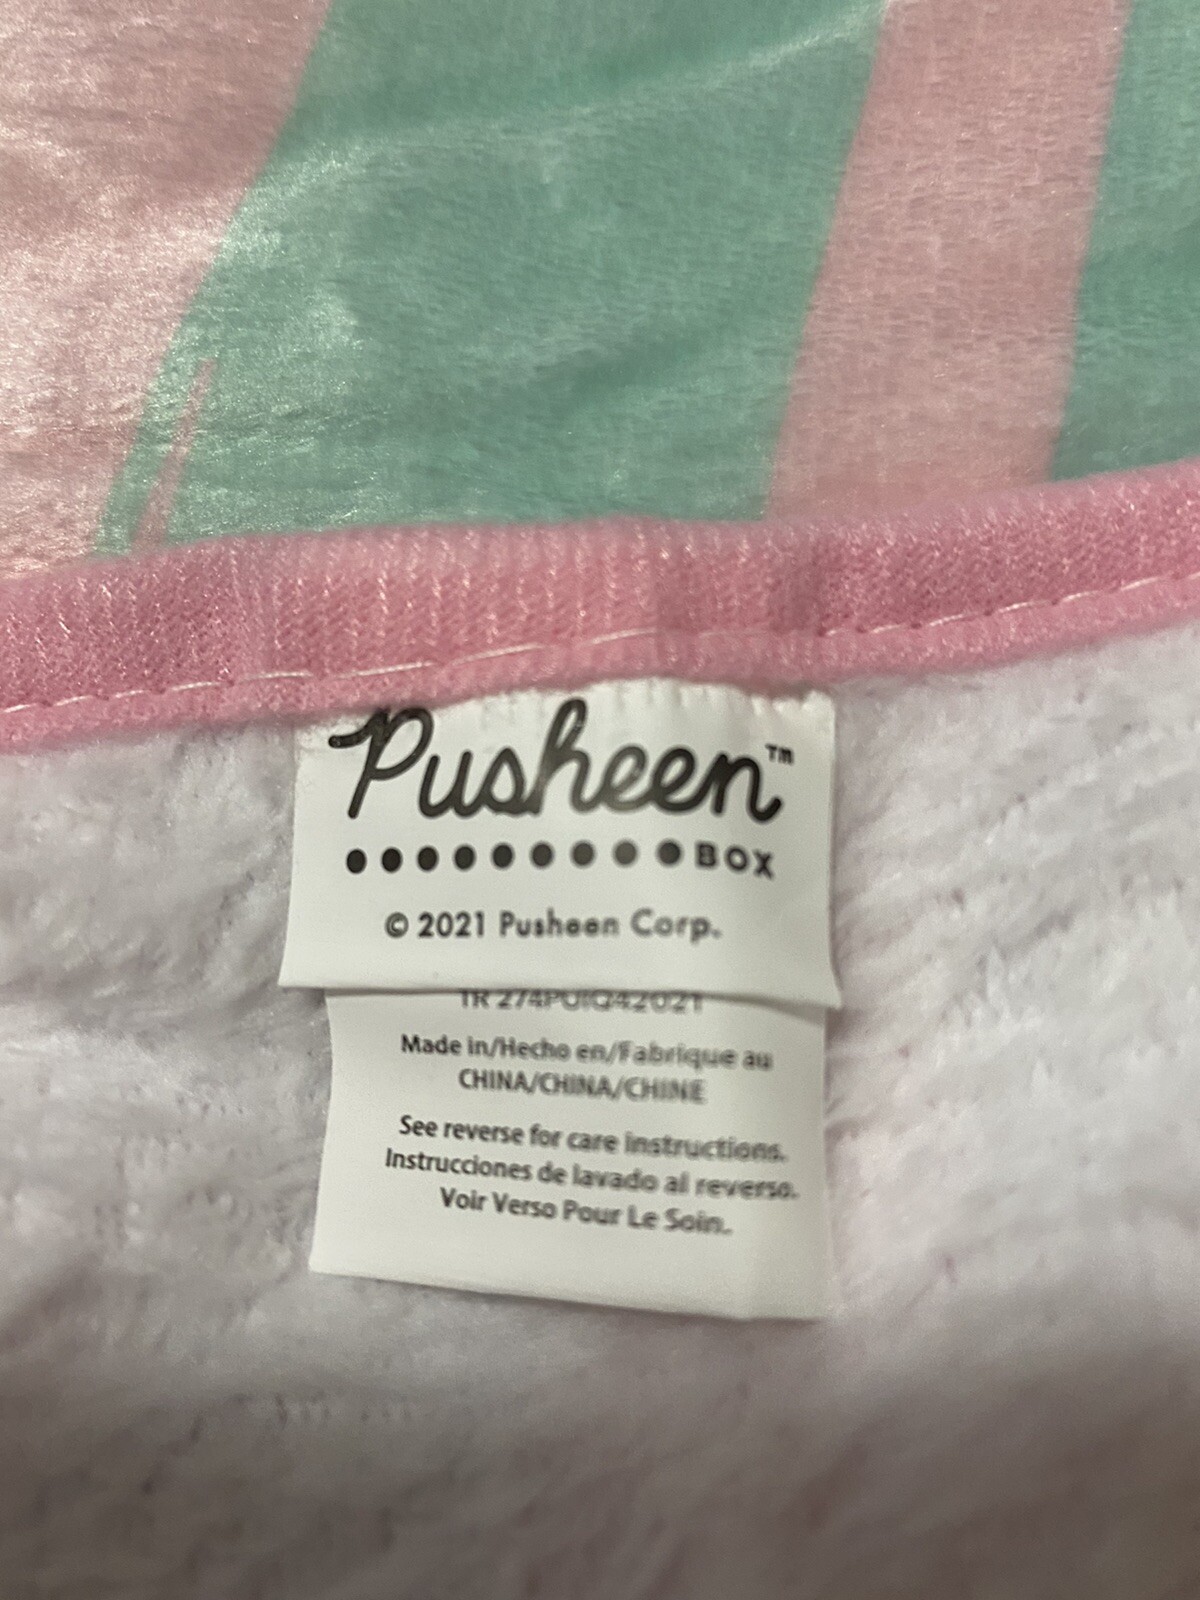 Pusheen™
BOX
© 2021 Pusheen Corp.
Made in/Hecho en/Fabrique au
CHINA/CHINA/CHINE
See reverse for care instructions.
Instrucciones de lavado al reverso.
Voir Verso Pour Le Soin.